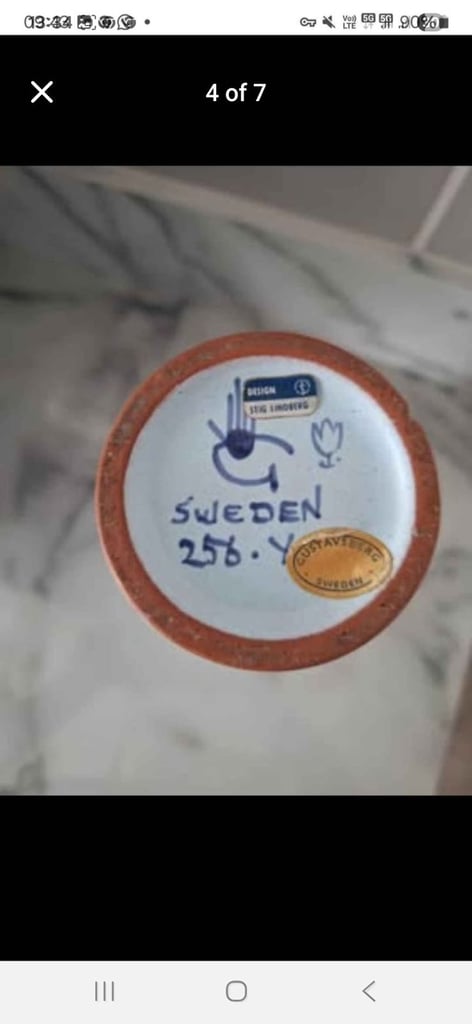 4 of 7
DESIGN
STIG LINDBERG
SWEDEN
256. Y
GUSTAVSBERG
SWEDEN